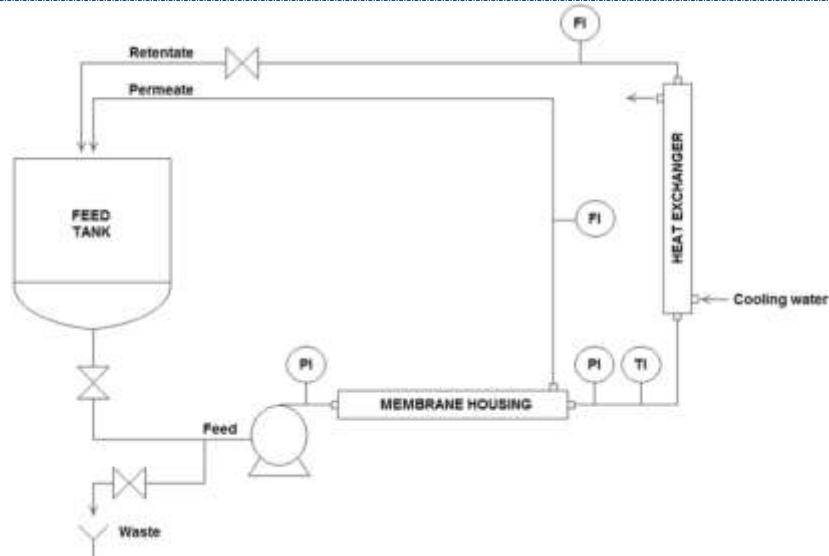 FI
Retentate
Permeate
HEAT EXCHANGER
FEED
TANK
FI
Cooling water
PI
PI
TI
MEMBRANE HOUSING
Feed
Waste